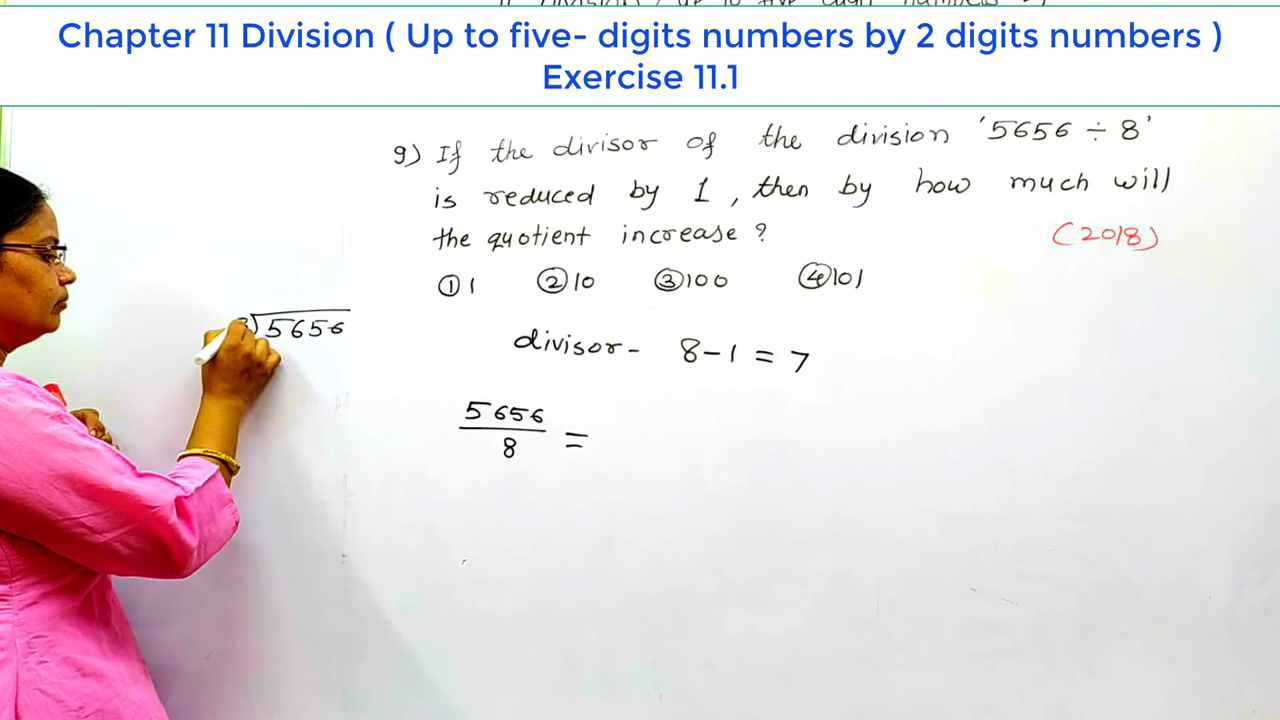 Chapter 11 Division ( Up to five- digits numbers by 2 digits numbers )
Exercise 11.1
9) If the divisor of the division '5656 ÷ 8'
is reduced by 1, then by how much will
the quotient increase? (2018)
① 1 ② 10 ③ 100 ④ 101
5656
divisor - 8-1 = 7
5656
8 =